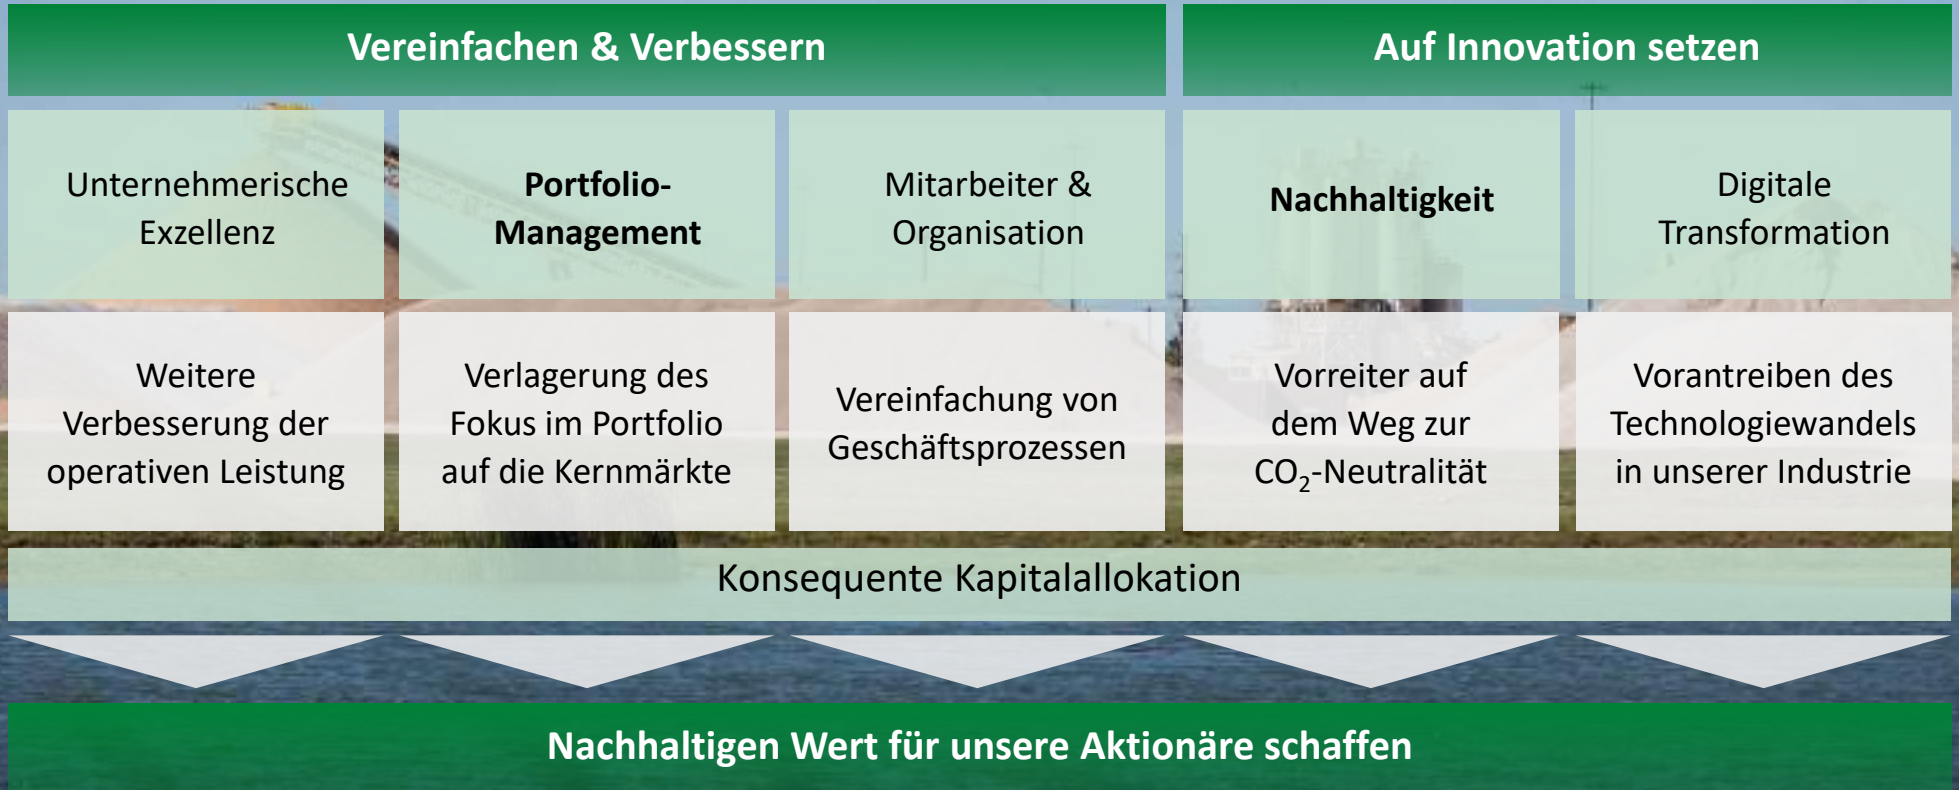 Vereinfachen & Verbessern
Auf Innovation setzen
Unternehmerische
Exzellenz
Portfolio-
Management
Mitarbeiter &
Organisation
Nachhaltigkeit
Digitale
Transformation
Weitere
Verbesserung der
operativen Leistung
Verlagerung des
Fokus im Portfolio
auf die Kernmärkte
Vereinfachung von
Geschäftsprozessen
Vorreiter auf
dem Weg zur
CO₂-Neutralität
Vorantreiben des
Technologiewandels
in unserer Industrie
Konsequente Kapitalallokation
Nachhaltigen Wert für unsere Aktionäre schaffen